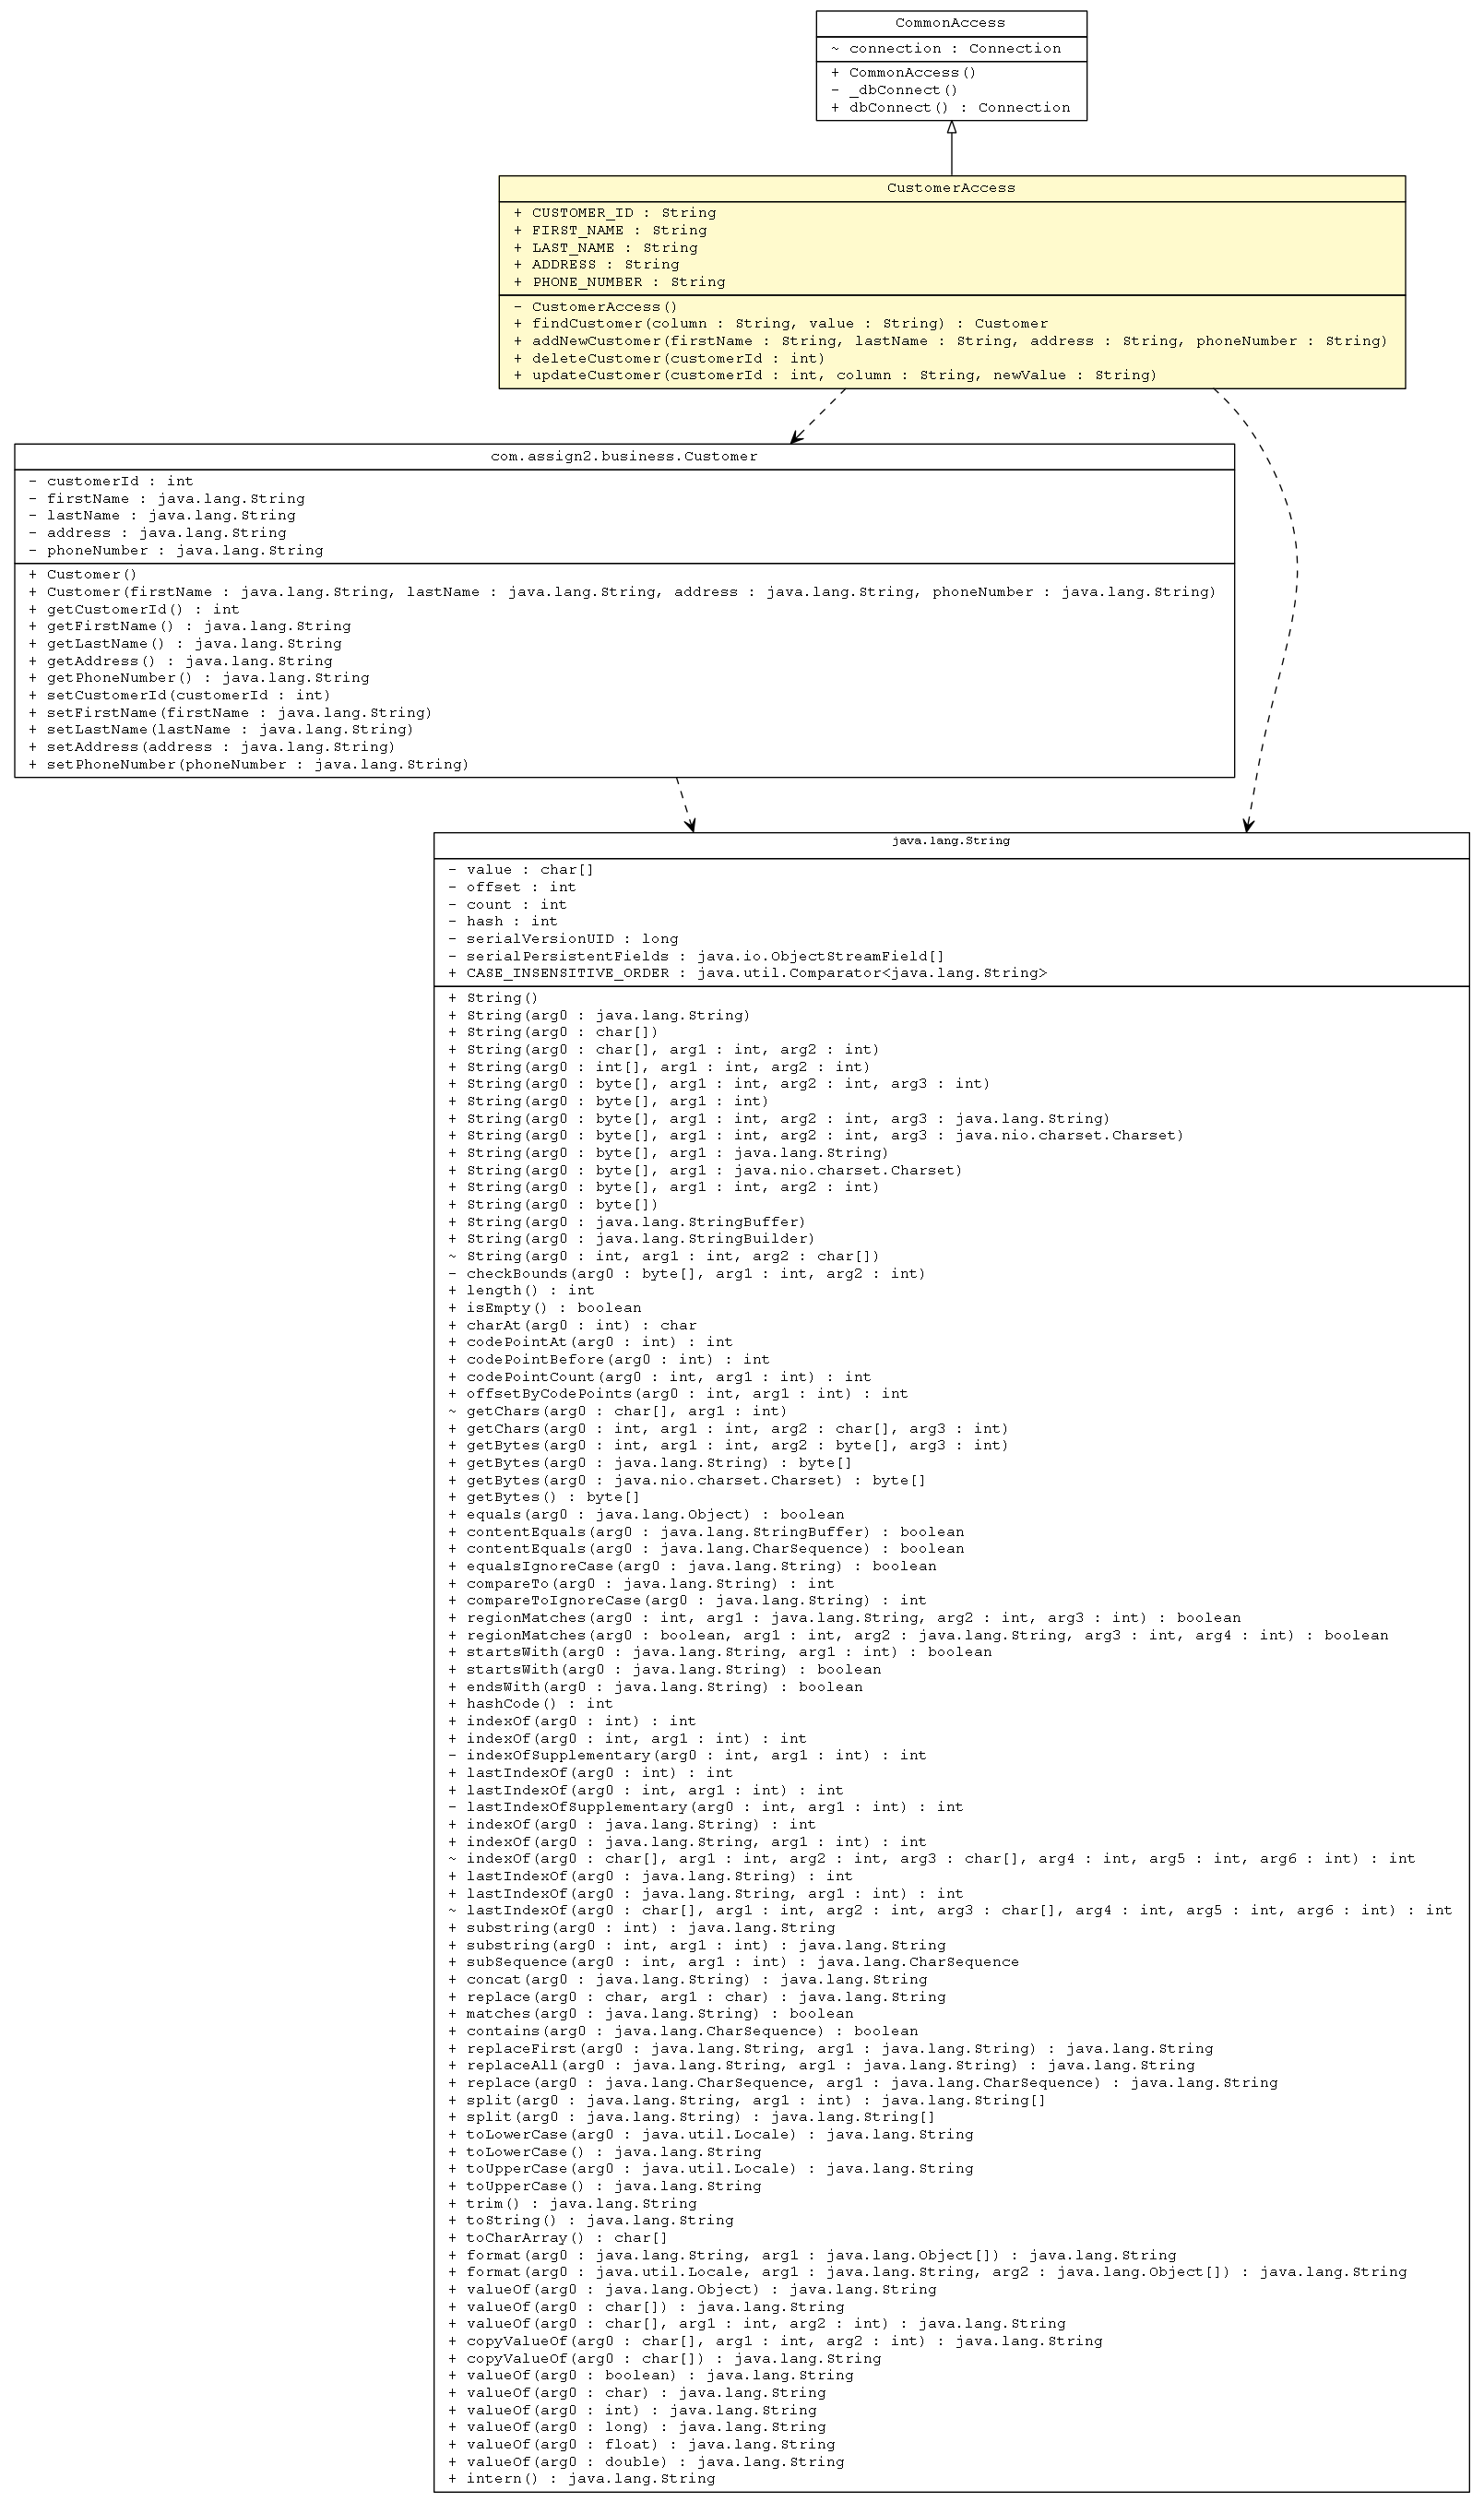 CommonAccess
~ connection : Connection
+ CommonAccess()
- _dbConnect()
+ dbConnect() : Connection
CustomerAccess
+ CUSTOMER_ID : String
+ FIRST_NAME : String
+ LAST_NAME : String
+ ADDRESS : String
+ PHONE_NUMBER : String
- CustomerAccess()
+ findCustomer(column : String, value : String) : Customer
+ addNewCustomer(firstName : String, lastName : String, address : String, phoneNumber : String)
+ deleteCustomer(customerId : int)
+ updateCustomer(customerId : int, column : String, newValue : String)
com.assign2.business.Customer
- customerId : int
- firstName : java.lang.String
- lastName : java.lang.String
- address : java.lang.String
- phoneNumber : java.lang.String
+ Customer()
+ Customer(firstName : java.lang.String, lastName : java.lang.String, address : java.lang.String, phoneNumber : java.lang.String)
+ getCustomerId() : int
+ getFirstName() : java.lang.String
+ getLastName() : java.lang.String
+ getAddress() : java.lang.String
+ getPhoneNumber() : java.lang.String
+ setCustomerId(customerId : int)
+ setFirstName(firstName : java.lang.String)
+ setLastName(lastName : java.lang.String)
+ setAddress(address : java.lang.String)
+ setPhoneNumber(phoneNumber : java.lang.String)
java.lang.String
- value : char[]
- offset : int
- count : int
- hash : int
- serialVersionUID : long
- serialPersistentFields : java.io.ObjectStreamField[]
+ CASE_INSENSITIVE_ORDER : java.util.Comparator<java.lang.String>
+ String()
+ String(arg0 : java.lang.String)
+ String(arg0 : char[])
+ String(arg0 : char[], arg1 : int, arg2 : int)
+ String(arg0 : int[], arg1 : int, arg2 : int)
+ String(arg0 : byte[], arg1 : int, arg2 : int, arg3 : int)
+ String(arg0 : byte[], arg1 : int)
+ String(arg0 : byte[], arg1 : int, arg2 : int, arg3 : java.lang.String)
+ String(arg0 : byte[], arg1 : int, arg2 : int, arg3 : java.nio.charset.Charset)
+ String(arg0 : byte[], arg1 : java.lang.String)
+ String(arg0 : byte[], arg1 : java.nio.charset.Charset)
+ String(arg0 : byte[], arg1 : int, arg2 : int)
+ String(arg0 : byte[])
+ String(arg0 : java.lang.StringBuffer)
+ String(arg0 : java.lang.StringBuilder)
~ String(arg0 : int, arg1 : int, arg2 : char[])
- checkBounds(arg0 : byte[], arg1 : int, arg2 : int)
+ length() : int
+ isEmpty() : boolean
+ charAt(arg0 : int) : char
+ codePointAt(arg0 : int) : int
+ codePointBefore(arg0 : int) : int
+ codePointCount(arg0 : int, arg1 : int) : int
+ offsetByCodePoints(arg0 : int, arg1 : int) : int
~ getChars(arg0 : char[], arg1 : int)
+ getChars(arg0 : int, arg1 : int, arg2 : char[], arg3 : int)
+ getBytes(arg0 : int, arg1 : int, arg2 : byte[], arg3 : int)
+ getBytes(arg0 : java.lang.String) : byte[]
+ getBytes(arg0 : java.nio.charset.Charset) : byte[]
+ getBytes() : byte[]
+ equals(arg0 : java.lang.Object) : boolean
+ contentEquals(arg0 : java.lang.StringBuffer) : boolean
+ contentEquals(arg0 : java.lang.CharSequence) : boolean
+ equalsIgnoreCase(arg0 : java.lang.String) : boolean
+ compareTo(arg0 : java.lang.String) : int
+ compareToIgnoreCase(arg0 : java.lang.String) : int
+ regionMatches(arg0 : int, arg1 : java.lang.String, arg2 : int, arg3 : int) : boolean
+ regionMatches(arg0 : boolean, arg1 : int, arg2 : java.lang.String, arg3 : int, arg4 : int) : boolean
+ startsWith(arg0 : java.lang.String, arg1 : int) : boolean
+ startsWith(arg0 : java.lang.String) : boolean
+ endsWith(arg0 : java.lang.String) : boolean
+ hashCode() : int
+ indexOf(arg0 : int) : int
+ indexOf(arg0 : int, arg1 : int) : int
- indexOfSupplementary(arg0 : int, arg1 : int) : int
+ lastIndexOf(arg0 : int) : int
+ lastIndexOf(arg0 : int, arg1 : int) : int
- lastIndexOfSupplementary(arg0 : int, arg1 : int) : int
+ indexOf(arg0 : java.lang.String) : int
+ indexOf(arg0 : java.lang.String, arg1 : int) : int
~ indexOf(arg0 : char[], arg1 : int, arg2 : int, arg3 : char[], arg4 : int, arg5 : int, arg6 : int) : int
+ lastIndexOf(arg0 : java.lang.String) : int
+ lastIndexOf(arg0 : java.lang.String, arg1 : int) : int
~ lastIndexOf(arg0 : char[], arg1 : int, arg2 : int, arg3 : char[], arg4 : int, arg5 : int, arg6 : int) : int
+ substring(arg0 : int) : java.lang.String
+ substring(arg0 : int, arg1 : int) : java.lang.String
+ subSequence(arg0 : int, arg1 : int) : java.lang.CharSequence
+ concat(arg0 : java.lang.String) : java.lang.String
+ replace(arg0 : char, arg1 : char) : java.lang.String
+ matches(arg0 : java.lang.String) : boolean
+ contains(arg0 : java.lang.CharSequence) : boolean
+ replaceFirst(arg0 : java.lang.String, arg1 : java.lang.String) : java.lang.String
+ replaceAll(arg0 : java.lang.String, arg1 : java.lang.String) : java.lang.String
+ replace(arg0 : java.lang.CharSequence, arg1 : java.lang.CharSequence) : java.lang.String
+ split(arg0 : java.lang.String, arg1 : int) : java.lang.String[]
+ split(arg0 : java.lang.String) : java.lang.String[]
+ toLowerCase(arg0 : java.util.Locale) : java.lang.String
+ toLowerCase() : java.lang.String
+ toUpperCase(arg0 : java.util.Locale) : java.lang.String
+ toUpperCase() : java.lang.String
+ trim() : java.lang.String
+ toString() : java.lang.String
+ toCharArray() : char[]
+ format(arg0 : java.lang.String, arg1 : java.lang.Object[]) : java.lang.String
+ format(arg0 : java.util.Locale, arg1 : java.lang.String, arg2 : java.lang.Object[]) : java.lang.String
+ valueOf(arg0 : java.lang.Object) : java.lang.String
+ valueOf(arg0 : char[]) : java.lang.String
+ valueOf(arg0 : char[], arg1 : int, arg2 : int) : java.lang.String
+ copyValueOf(arg0 : char[], arg1 : int, arg2 : int) : java.lang.String
+ copyValueOf(arg0 : char[]) : java.lang.String
+ valueOf(arg0 : boolean) : java.lang.String
+ valueOf(arg0 : char) : java.lang.String
+ valueOf(arg0 : int) : java.lang.String
+ valueOf(arg0 : long) : java.lang.String
+ valueOf(arg0 : float) : java.lang.String
+ valueOf(arg0 : double) : java.lang.String
+ intern() : java.lang.String